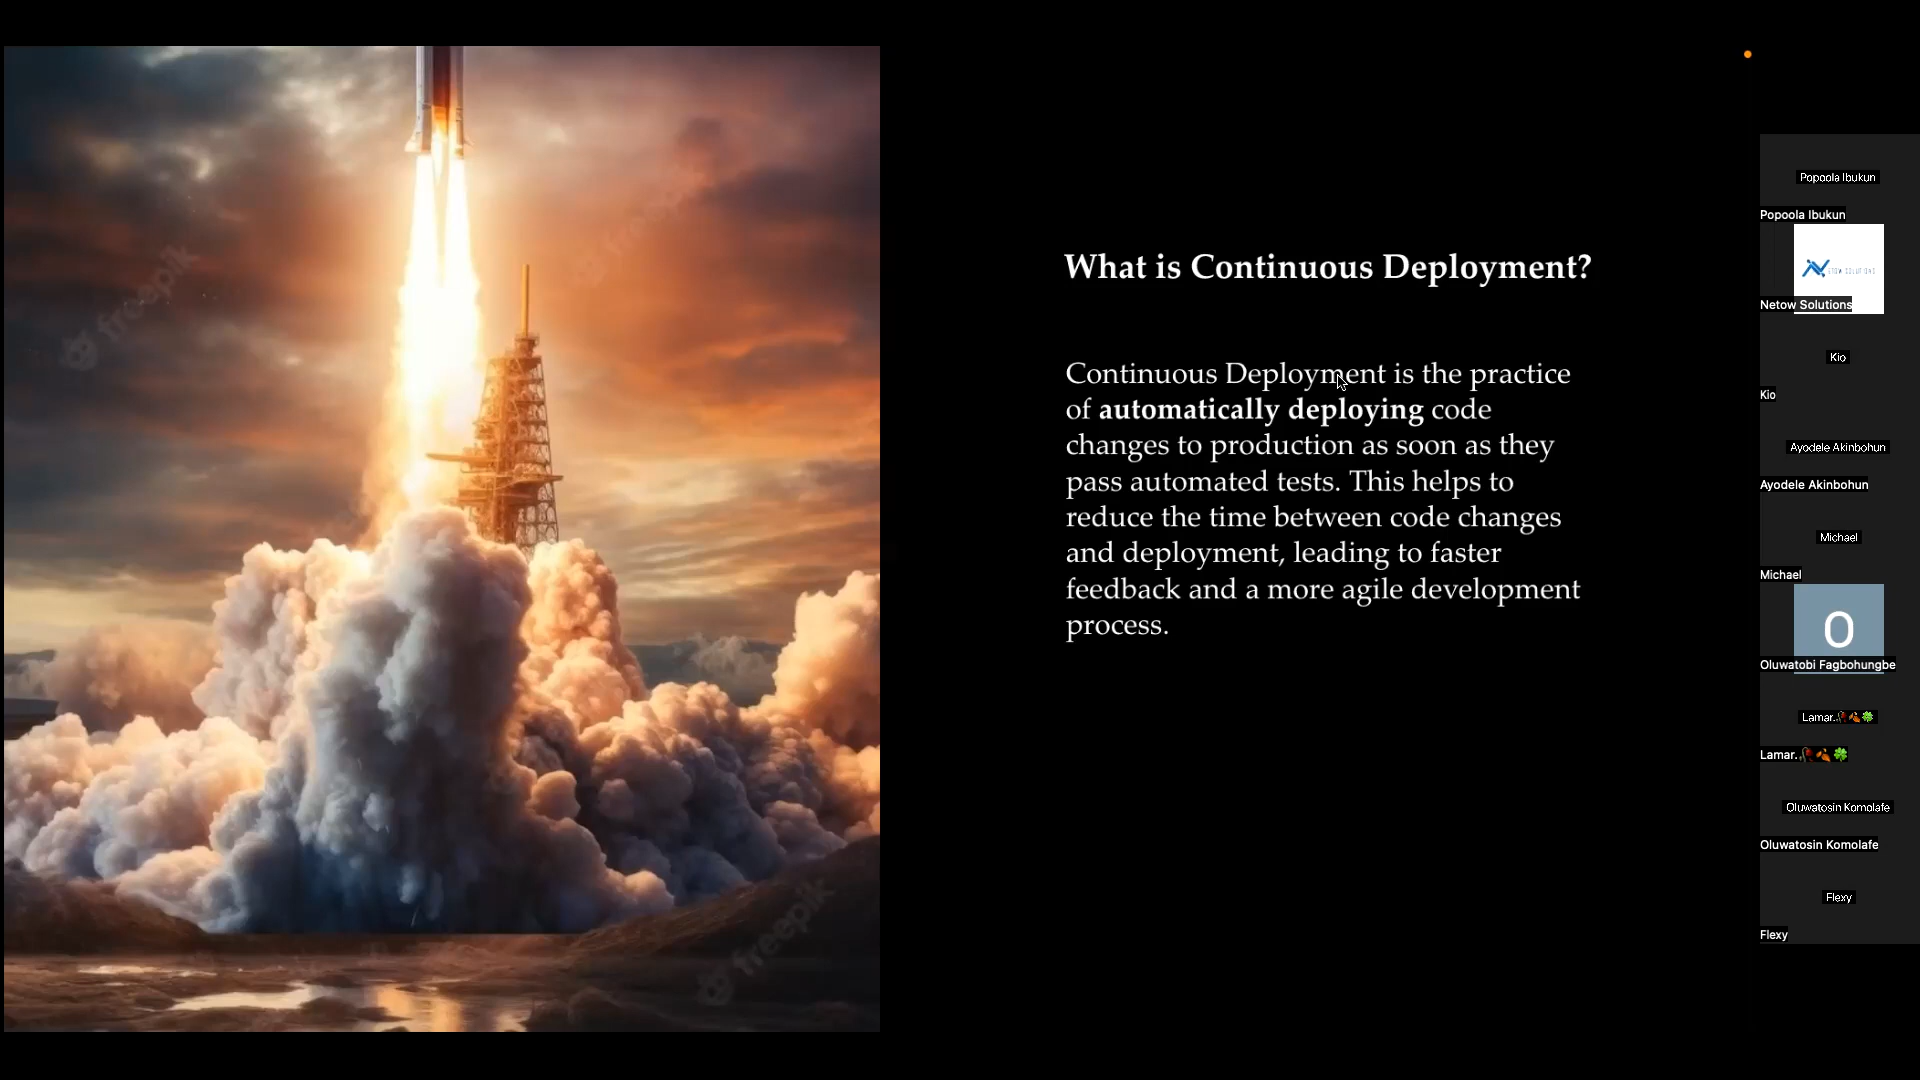 What is Continuous Deployment?
Continuous Deployment is the practice
of automatically deploying code
changes to production as soon as they
pass automated tests. This helps to
reduce the time between code changes
and deployment, leading to faster
feedback and a more agile development
process.
Popoola Ibukun
Popoola Ibukun
Netow Solutions
Kio
Kio
Ayodele Akinbohun
Ayodele Akinbohun
Michael
Michael
O
Oluwatobi Fagbohungbe
Lamar..🥀🍂🍀
Lamar..🥀🍂🍀
Oluwatosin Komolafe
Oluwatosin Komolafe
Flexy
Flexy
freepik
freepik
freepik